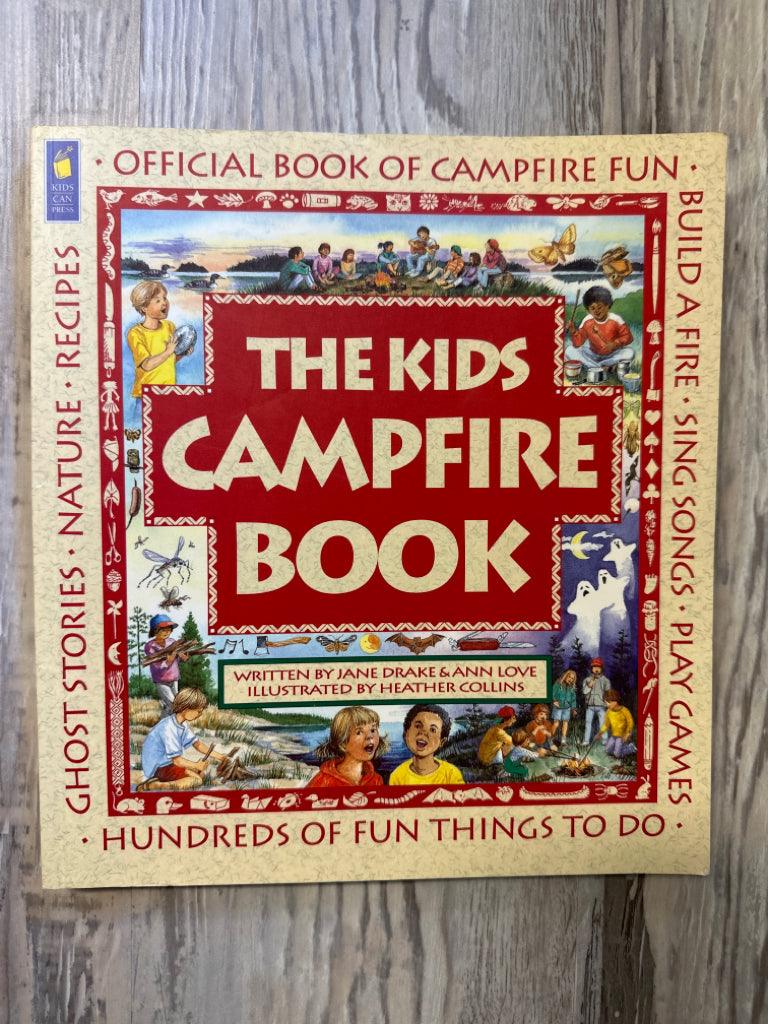 KIDS
CAN
PRESS
· OFFICIAL BOOK OF CAMPFIRE FUN ·
BUILD A FIRE · SING SONGS · PLAY GAMES
GHOST STORIES · NATURE · RECIPES
THE KIDS
CAMPFIRE
BOOK
WRITTEN BY JANE DRAKE & ANN LOVE
ILLUSTRATED BY HEATHER COLLINS
· HUNDREDS OF FUN THINGS TO DO ·